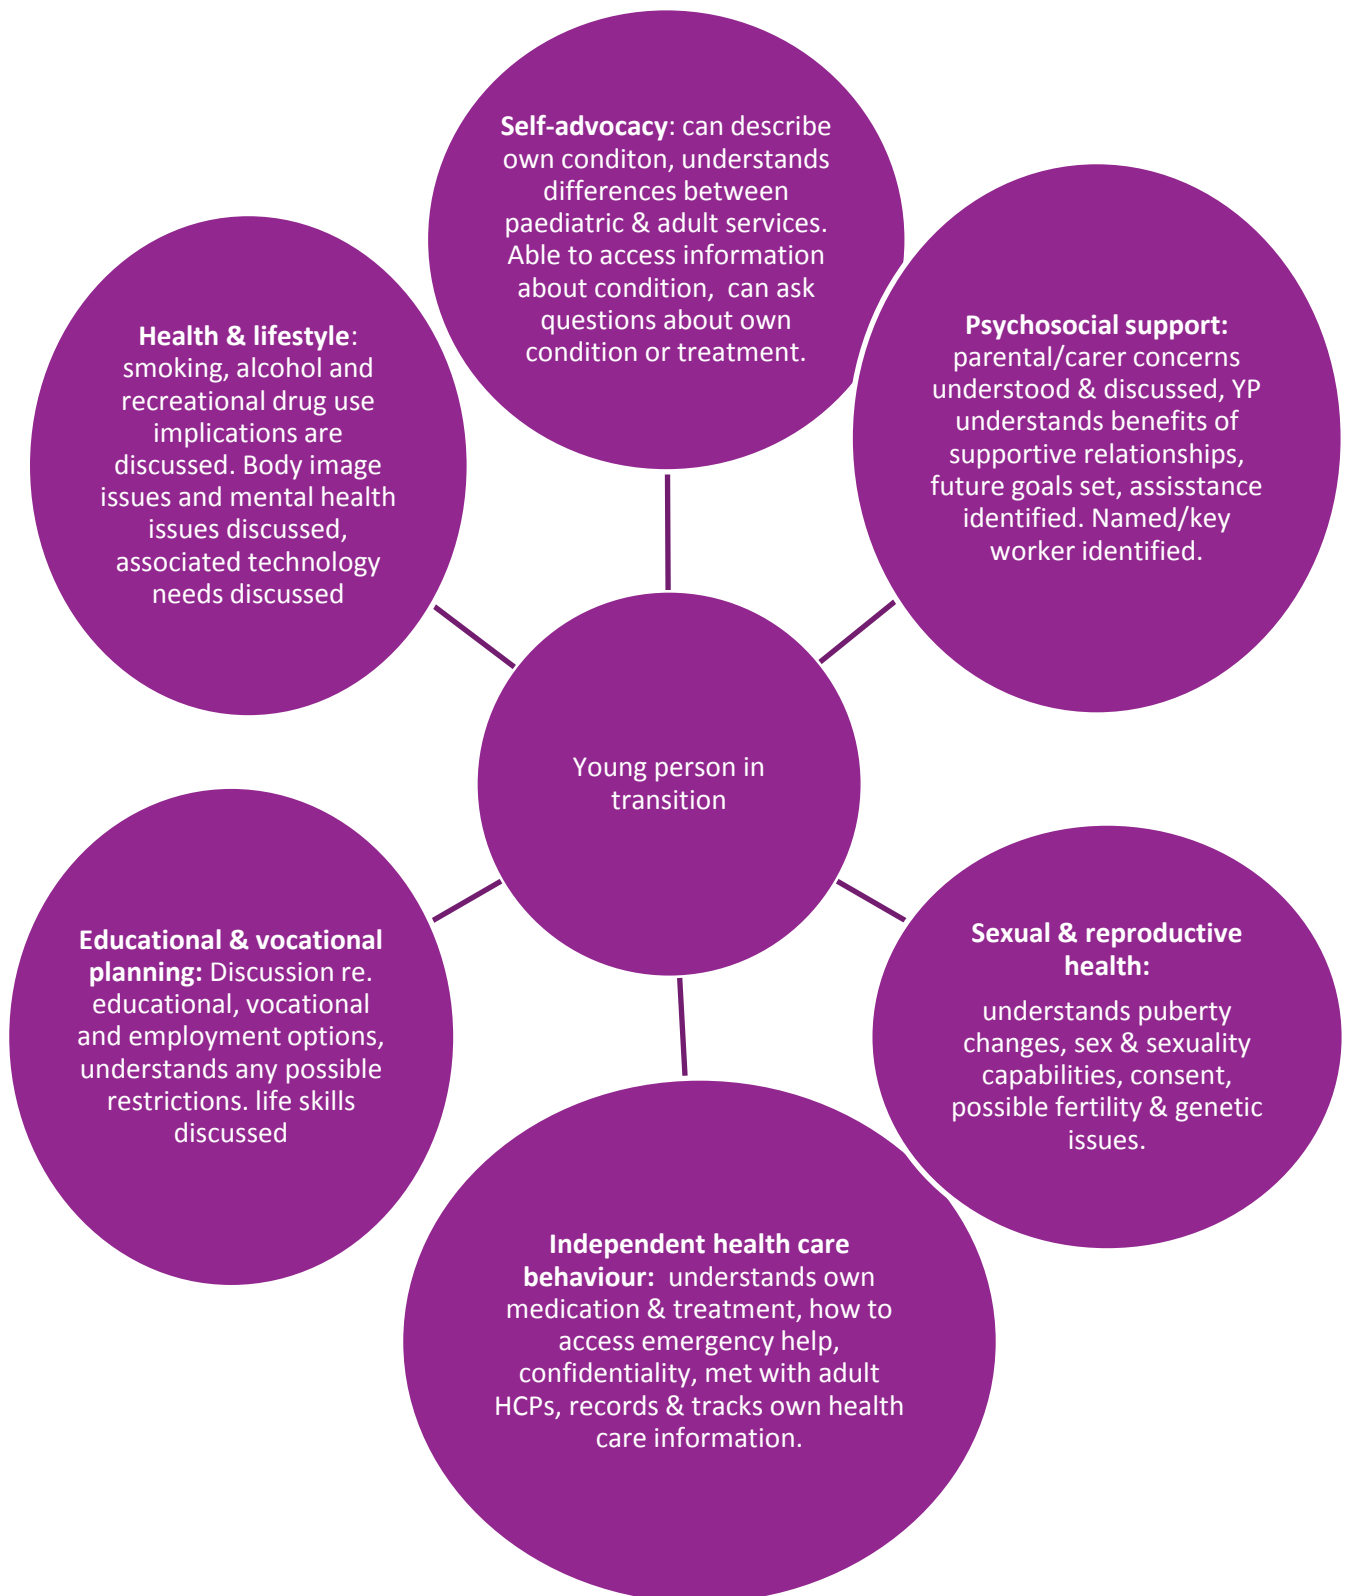 Self-advocacy: can describe
own conditon, understands
differences between
paediatric & adult services.
Able to access information
about condition,  can ask
questions about own
condition or treatment.
Psychosocial support:
parental/carer concerns
understood & discussed, YP
understands benefits of
supportive relationships,
future goals set, assisstance
identified. Named/key
worker identified.
Sexual & reproductive
health:
understands puberty
changes, sex & sexuality
capabilities, consent,
possible fertility & genetic
issues.
Independent health care
behaviour:  understands own
medication & treatment, how to
access emergency help,
confidentiality, met with adult
HCPs, records & tracks own health
care information.
Educational & vocational
planning: Discussion re.
educational, vocational
and employment options,
understands any possible
restrictions. life skills
discussed
Health & lifestyle:
smoking, alcohol and
recreational drug use
implications are
discussed. Body image
issues and mental health
issues discussed,
associated technology
needs discussed
Young person in
transition